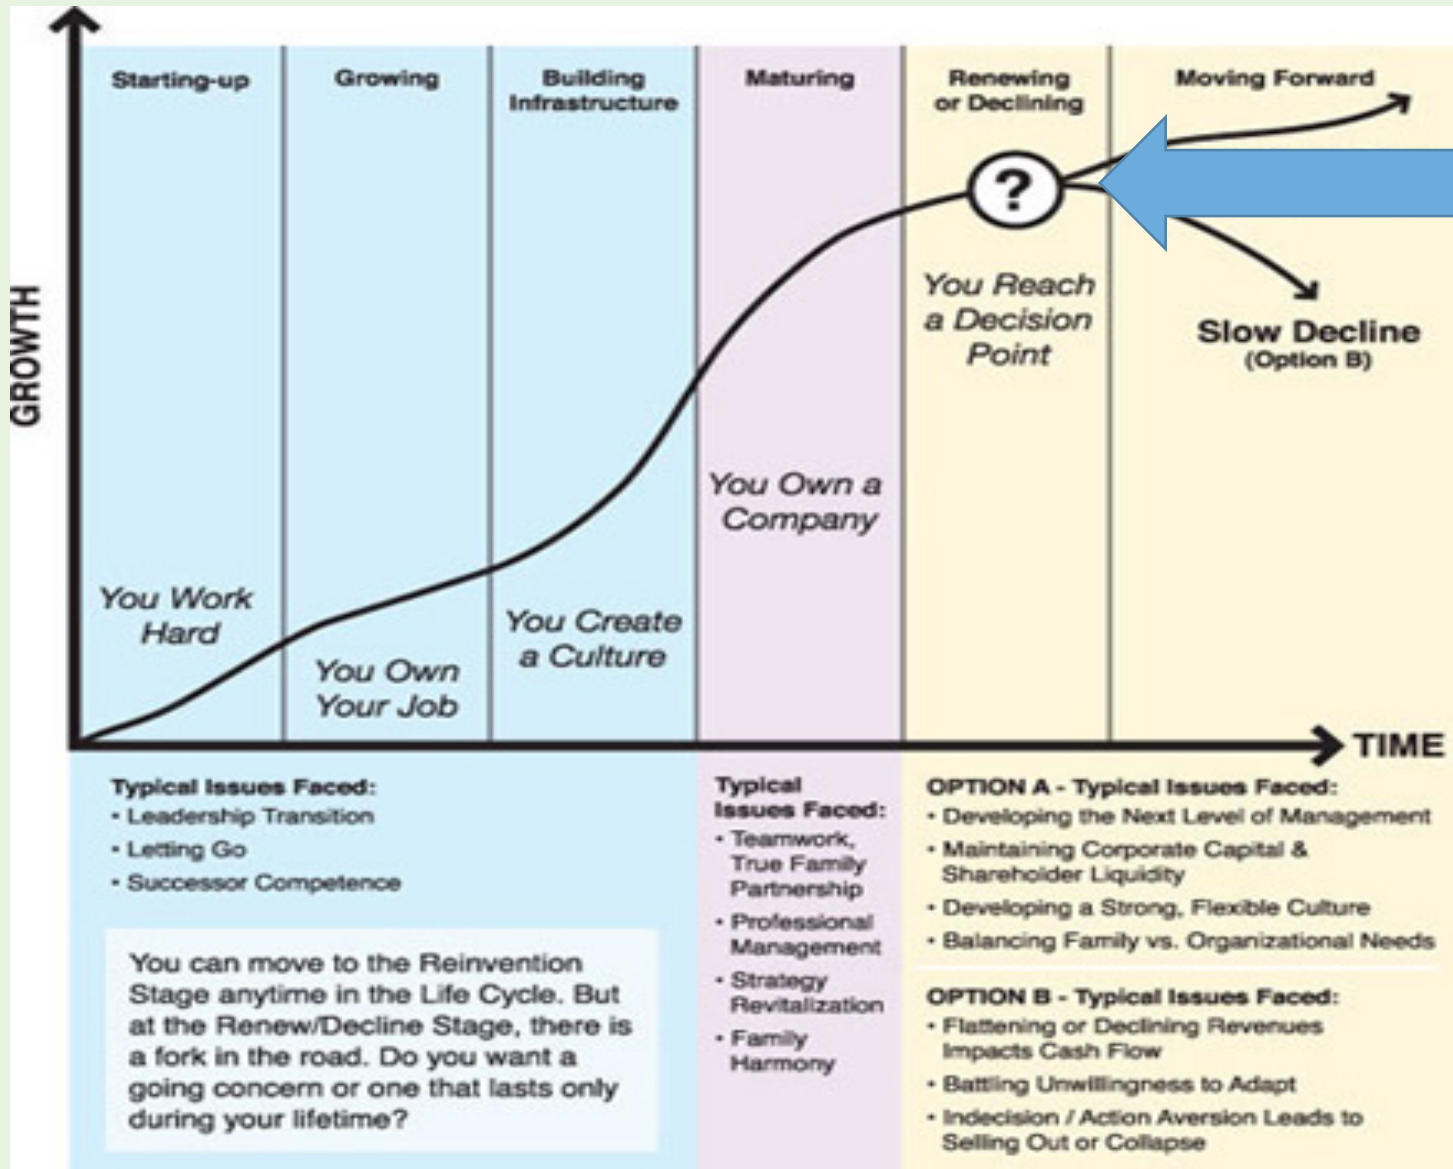 Starting-up
Growing
Building
Infrastructure
Maturing
Renewing
or Declining
Moving Forward
?
GROWTH
You Work
Hard
You Own
Your Job
You Create
a Culture
You Own a
Company
You Reach
a Decision
Point
Slow Decline
(Option B)
TIME
Typical Issues Faced:
• Leadership Transition
• Letting Go
• Successor Competence
You can move to the Reinvention
Stage anytime in the Life Cycle. But
at the Renew/Decline Stage, there is
a fork in the road. Do you want a
going concern or one that lasts only
during your lifetime?
Typical
Issues Faced:
• Teamwork,
True Family
Partnership
• Professional
Management
• Strategy
Revitalization
• Family
Harmony
OPTION A - Typical Issues Faced:
• Developing the Next Level of Management
• Maintaining Corporate Capital &
Shareholder Liquidity
• Developing a Strong, Flexible Culture
• Balancing Family vs. Organizational Needs
OPTION B - Typical Issues Faced:
• Flattening or Declining Revenues
Impacts Cash Flow
• Battling Unwillingness to Adapt
• Indecision / Action Aversion Leads to
Selling Out or Collapse